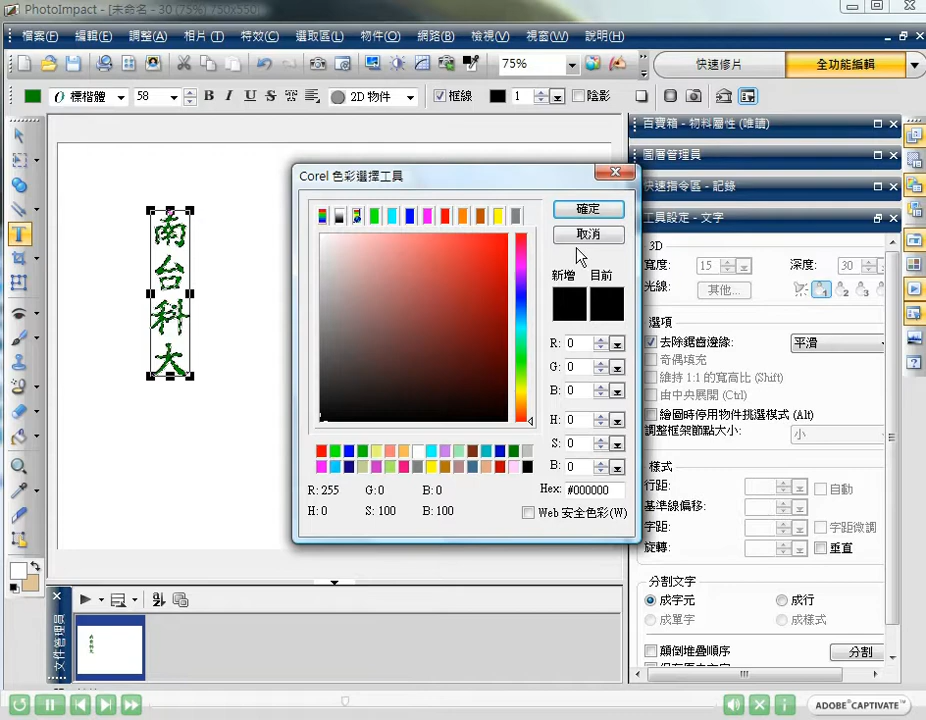 PhotoImpact - [未命名 - 30 (75%) 750x550]
檔案(F) 編輯(E) 調整(A) 相片(T) 特效(C) 選取區(L) 物件(O) 網路(B) 檢視(V) 視窗(W) 說明(H)
75% 快速修片 全功能編輯
標楷體 58 B I U S 2D 物件 框線 1 陰影
百寶箱 - 物料屬性 (唯讀)
圖層管理員
快速指令區 - 記錄
工具設定 - 文字
3D
寬度: 15 深度: 30
光線: 其他... 1 2 3
選項
去除鋸齒邊緣: 平滑
奇偶填充
維持 1:1 的寬高比 (Shift)
由中央展開 (Ctrl)
繪圖時停用物件挑選模式 (Alt)
調整框架節點大小: 小
樣式
行距: 自動
基準線偏移:
字距: 字距微調
旋轉: 垂直
分割文字
成字元 成行
成單字 成樣式
顛倒堆疊順序 分割
南台科大
Corel 色彩選擇工具
確定
取消
新增 目前
R: 0
G: 0
B: 0
H: 0
S: 0
B: 0
Hex: #000000
R: 255 G: 0 B: 0
H: 0 S: 100 B: 100
Web 安全色彩(W)
文件管理員
ADOBE CAPTIVATE